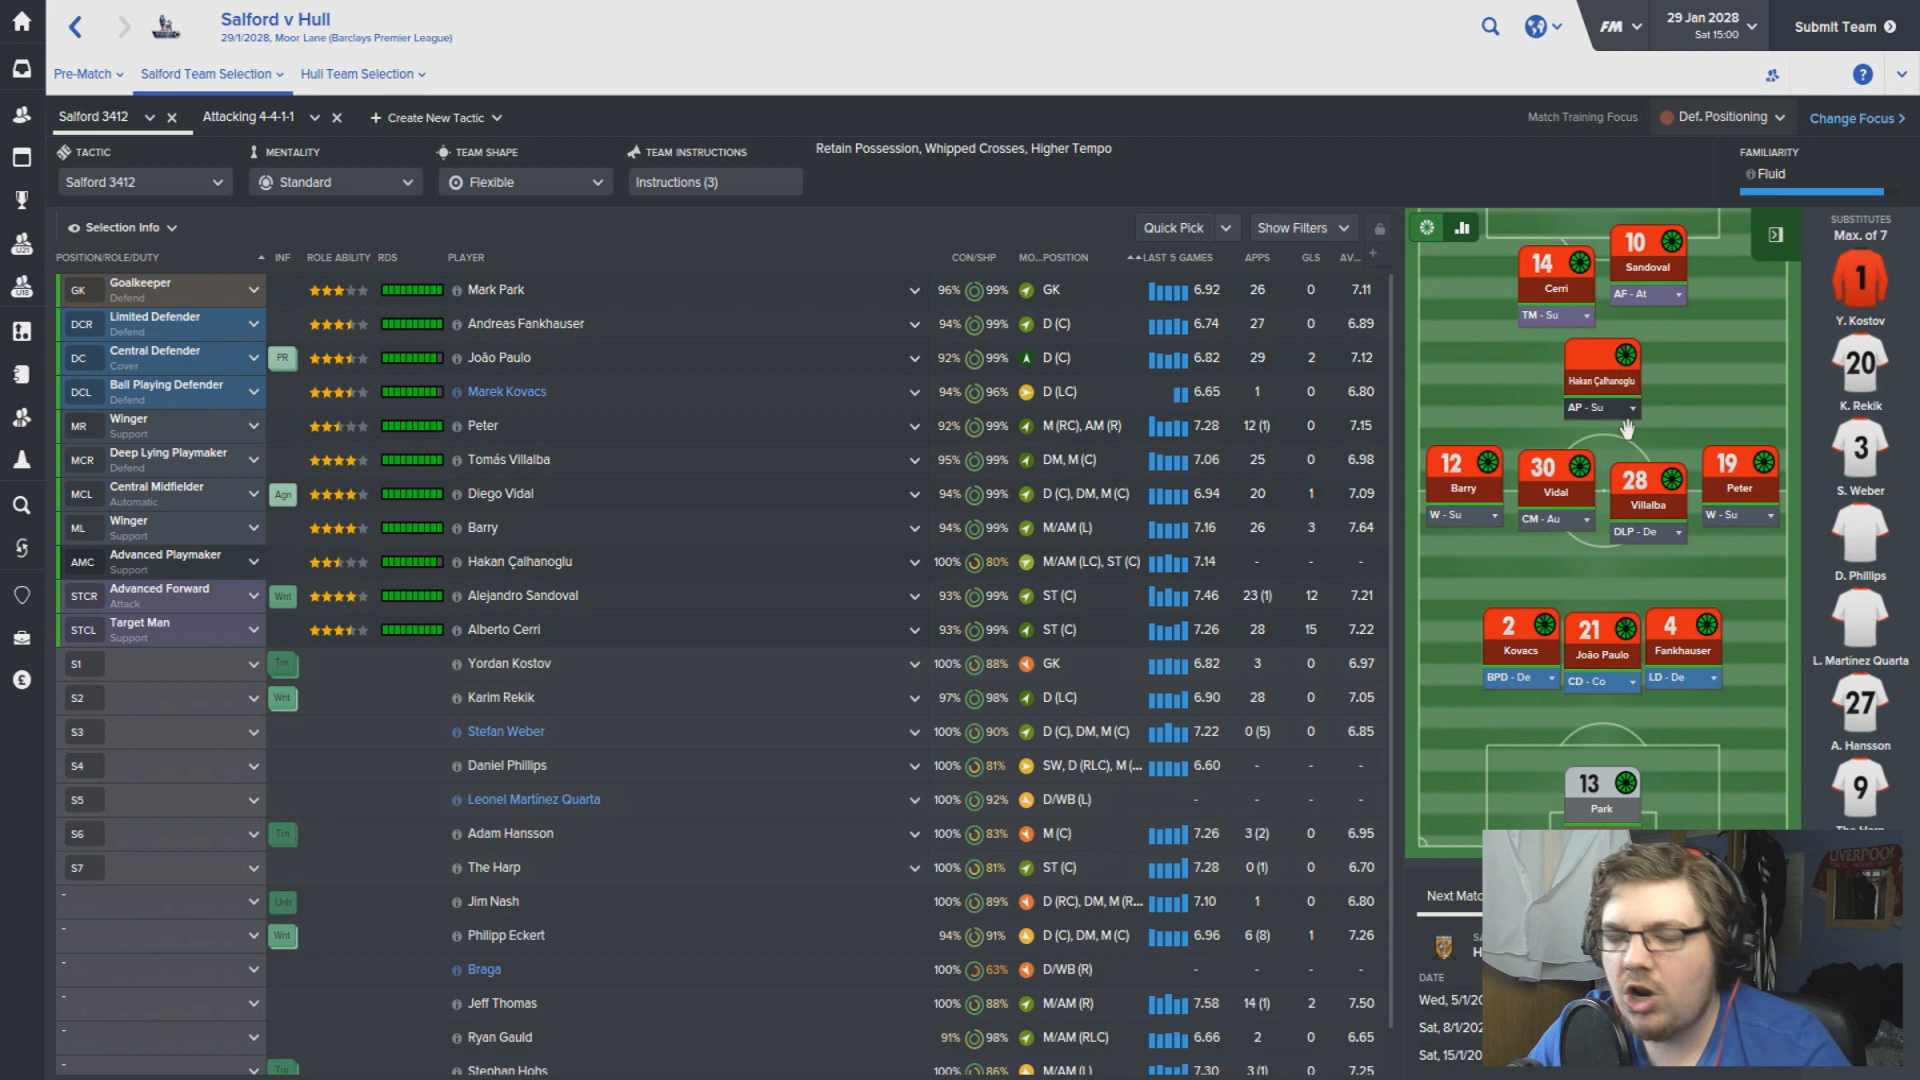 Salford v Hull
29/1/2028, Moor Lane (Barclays Premier League)
FM
29 Jan 2028
Sat 15:00
Submit Team
Pre-Match
Salford Team Selection
Hull Team Selection
?
Salford 3412
Attacking 4-4-1-1
+ Create New Tactic
Match Training Focus
Def. Positioning
Change Focus >
TACTIC
MENTALITY
TEAM SHAPE
TEAM INSTRUCTIONS
Retain Possession, Whipped Crosses, Higher Tempo
FAMILIARITY
Fluid
Salford 3412
Standard
Flexible
Instructions (3)
Selection Info
Quick Pick
Show Filters
POSITION/ROLE/DUTY INF ROLE ABILITY RDS PLAYER CON/SHP MO... POSITION LAST 5 GAMES APPS GLS AV...
GK Goalkeeper Defend Mark Park 96% 99% GK 6.92 26 0 7.11
DCR Limited Defender Defend Andreas Fankhauser 94% 99% D (C) 6.74 27 0 6.89
DC Central Defender Cover PR João Paulo 92% 99% D (C) 6.82 29 2 7.12
DCL Ball Playing Defender Defend Marek Kovacs 94% 96% D (LC) 6.65 1 0 6.80
MR Winger Support Peter 92% 99% M (RC), AM (R) 7.28 12 (1) 0 7.15
MCR Deep Lying Playmaker Defend Tomás Villalba 95% 99% DM, M (C) 7.06 25 0 6.98
MCL Central Midfielder Automatic Agn Diego Vidal 94% 99% D (C), DM, M (C) 6.94 20 1 7.09
ML Winger Support Barry 94% 99% M/AM (L) 7.16 26 3 7.64
AMC Advanced Playmaker Support Hakan Çalhanoglu 100% 80% M/AM (LC), ST (C) 7.14 - - -
STCR Advanced Forward Attack Wnt Alejandro Sandoval 93% 99% ST (C) 7.46 23 (1) 12 7.21
STCL Target Man Support Alberto Cerri 93% 99% ST (C) 7.26 28 15 7.22
S1 Trn Yordan Kostov 100% 88% GK 6.82 3 0 6.97
S2 Wnt Karim Rekik 97% 98% D (LC) 6.90 28 0 7.05
S3 Stefan Weber 100% 90% D (C), DM, M (C) 7.22 0 (5) 0 6.85
S4 Daniel Phillips 100% 81% SW, D (RLC), M (... 6.60 - - -
S5 Leonel Martínez Quarta 100% 92% D/WB (L) - - - -
S6 Trn Adam Hansson 100% 83% M (C) 7.26 3 (2) 0 6.95
S7 The Harp 100% 81% ST (C) 7.28 0 (1) 0 6.70
- Unh Jim Nash 100% 89% D (RC), DM, M (R... 7.10 1 0 6.80
- Wnt Philipp Eckert 94% 91% D (C), DM, M (C) 6.96 6 (8) 1 7.26
- Braga 100% 63% D/WB (R) - - - -
- Jeff Thomas 100% 88% M/AM (R) 7.58 14 (1) 2 7.50
- Ryan Gauld 91% 98% M/AM (RLC) 6.66 2 0 6.65
- Trn Stephan Hohs 100% 86% M/AM (L) 7.30 3 (1) 0 7.25
10
Sandoval
AF - At
14
Cerri
TM - Su
Hakan Çalhanoglu
AP - Su
12
Barry
W - Su
30
Vidal
CM - Au
28
Villalba
DLP - De
19
Peter
W - Su
2
Kovacs
BPD - De
21
João Paulo
CD - Co
4
Fankhauser
LD - De
13
Park
SUBSTITUTES
Max. of 7
1
Y. Kostov
20
K. Rekik
3
S. Weber
D. Phillips
L. Martínez Quarta
27
A. Hansson
9
The Harp
Next Matc
DATE
Wed, 5/1/20
Sat, 8/1/202
Sat, 15/1/20
LIVERPOOL